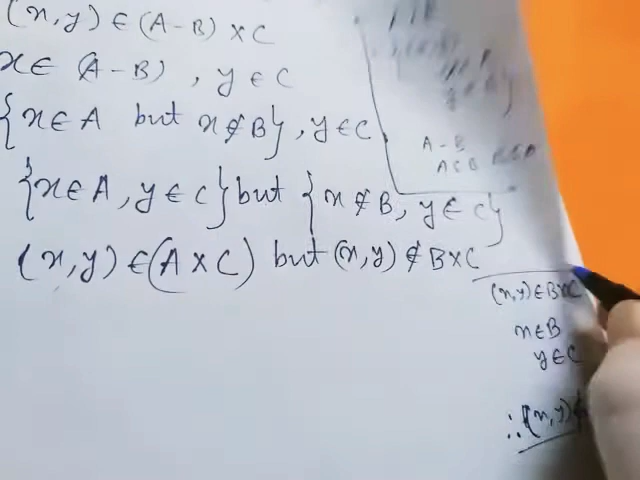 (x, y) ∈ (A-B) × C
x ∈ (A-B) , y ∈ C
{x ∈ A but x ∉ B} , y ∈ C
{x ∈ A , y ∈ C} but {x ∉ B, y ∈ C}
(x, y) ∈ (A × C) but (x, y) ∉ B×C
A-B
(x,y) ∈ B×C
x ∈ B
y ∈ C
∴ (x, y) ∉